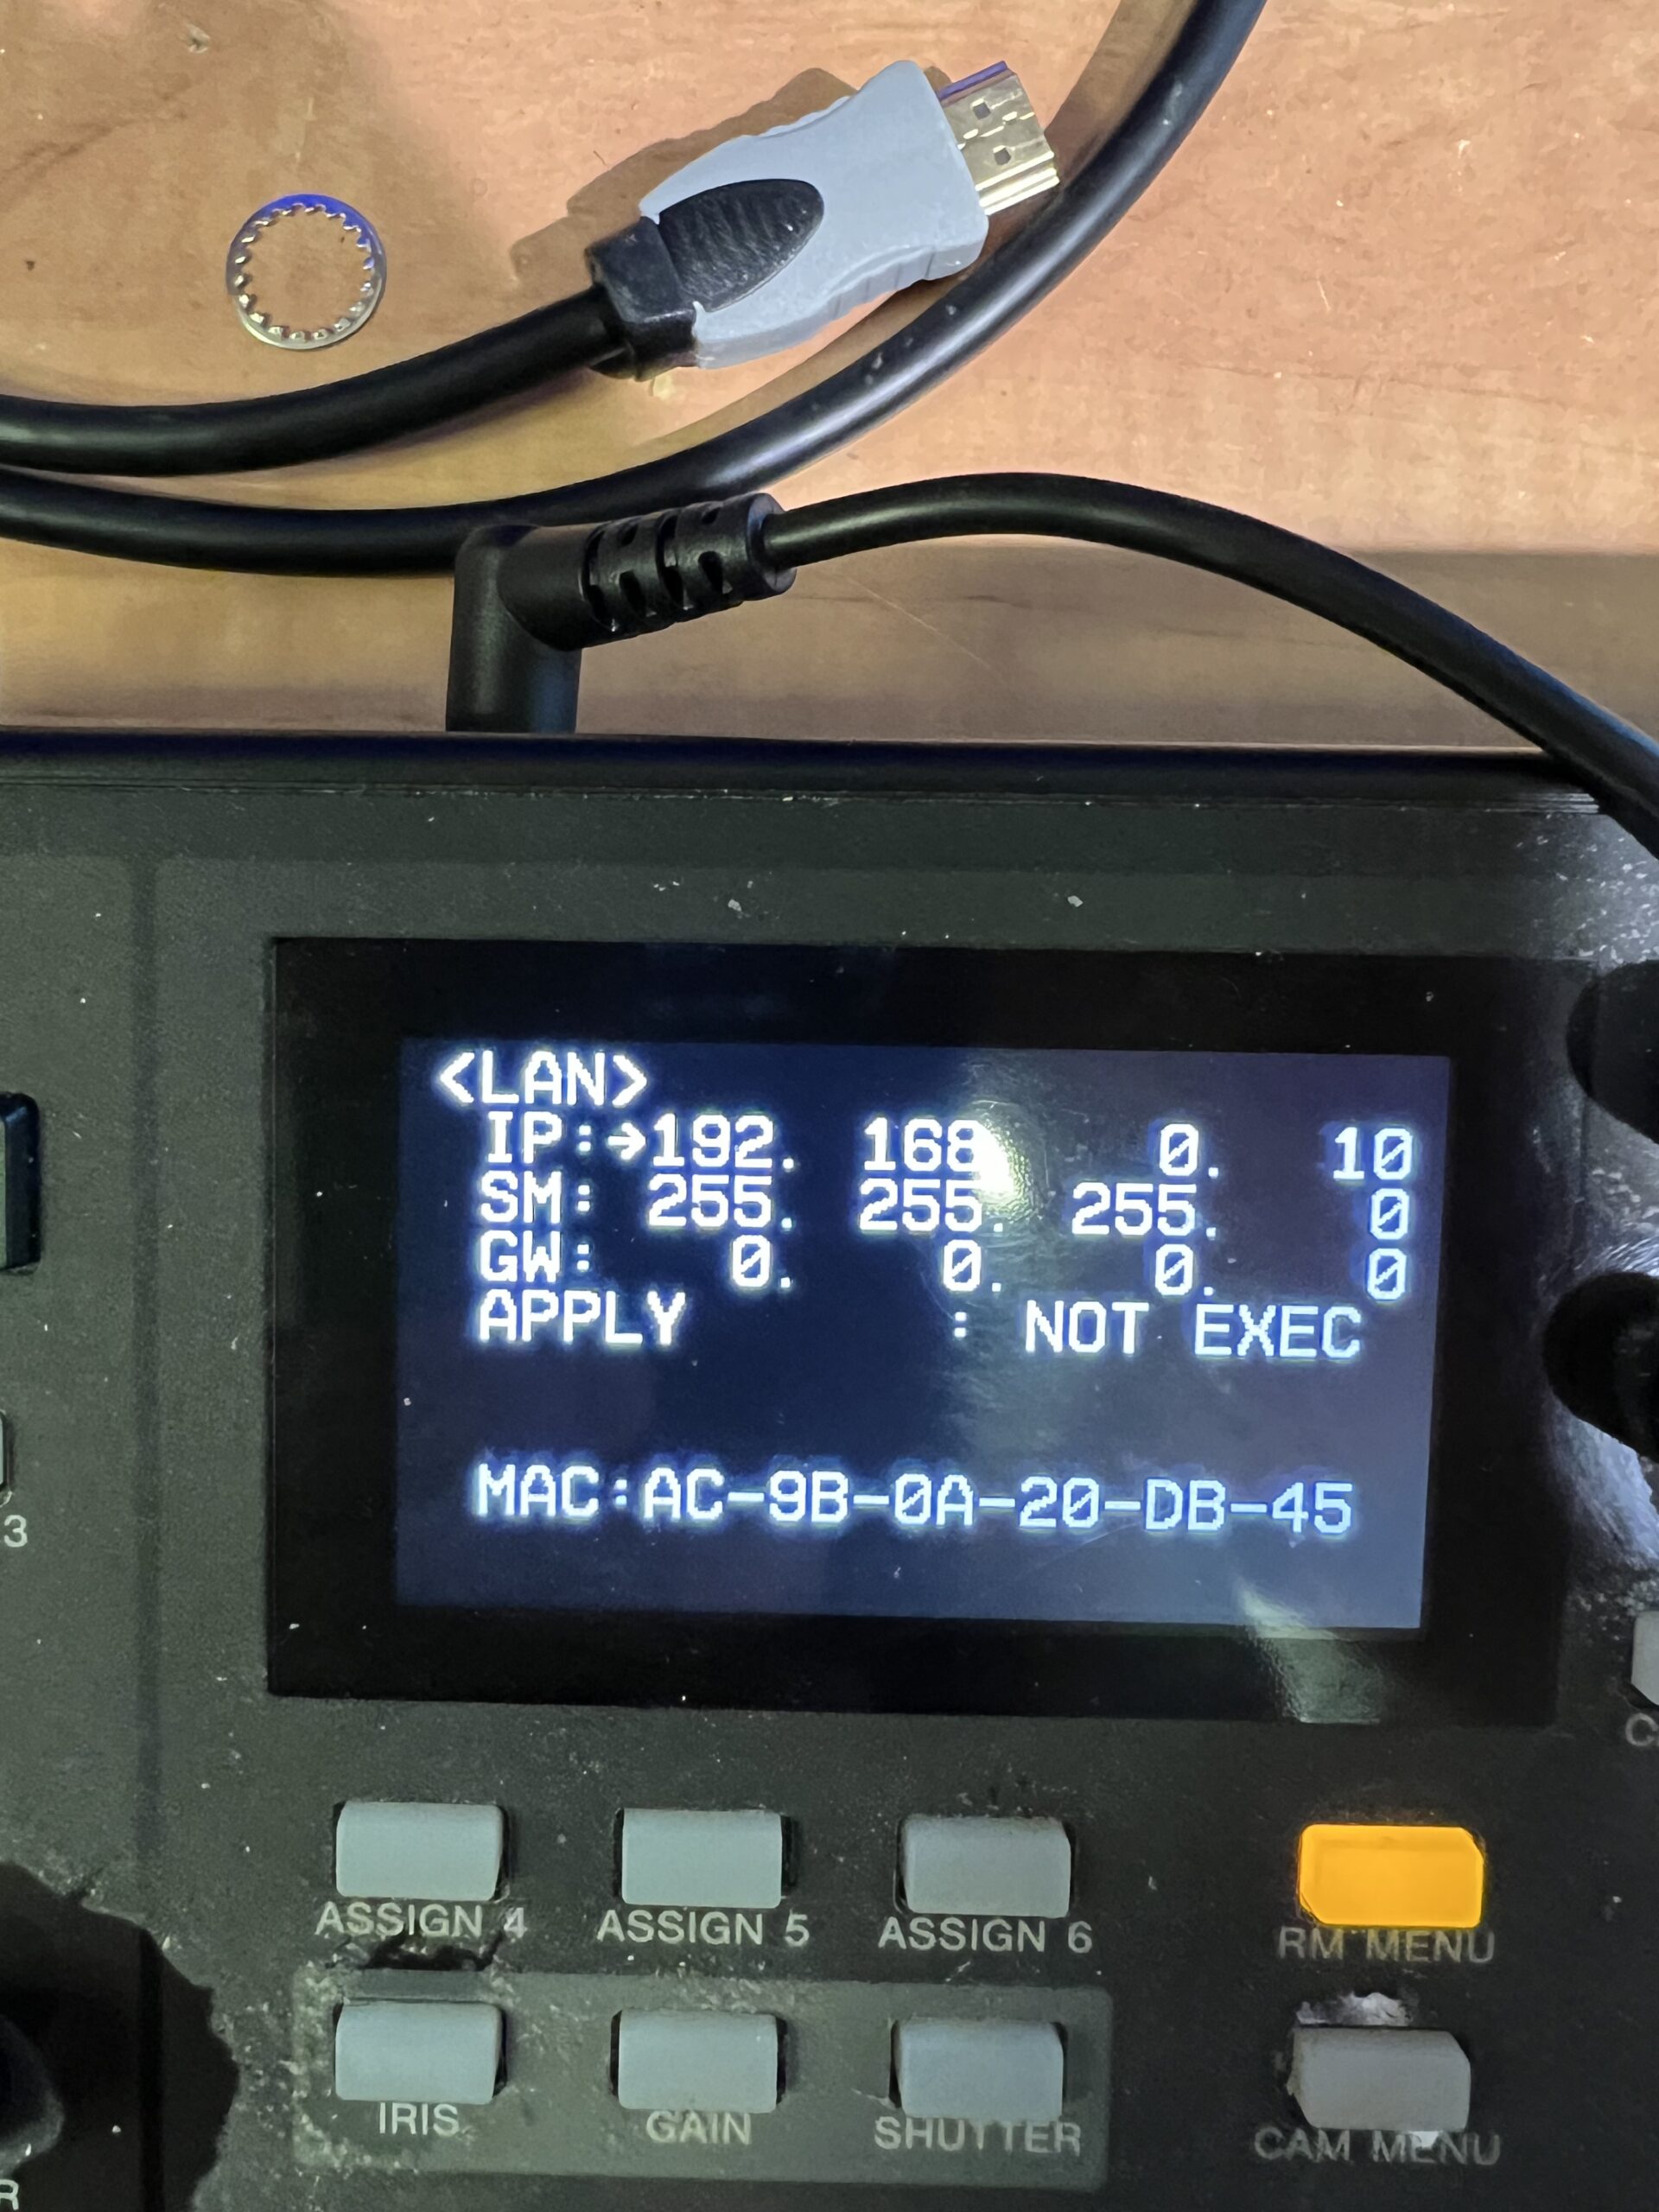 <LAN>
IP:→192. 168 0. 10
SM: 255. 255. 255. 0
GW: 0. 0. 0. 0
APPLY : NOT EXEC
MAC:AC-9B-0A-20-DB-45
3
ASSIGN 4 ASSIGN 5 ASSIGN 6 RM MENU
IRIS GAIN SHUTTER CAM MENU
R